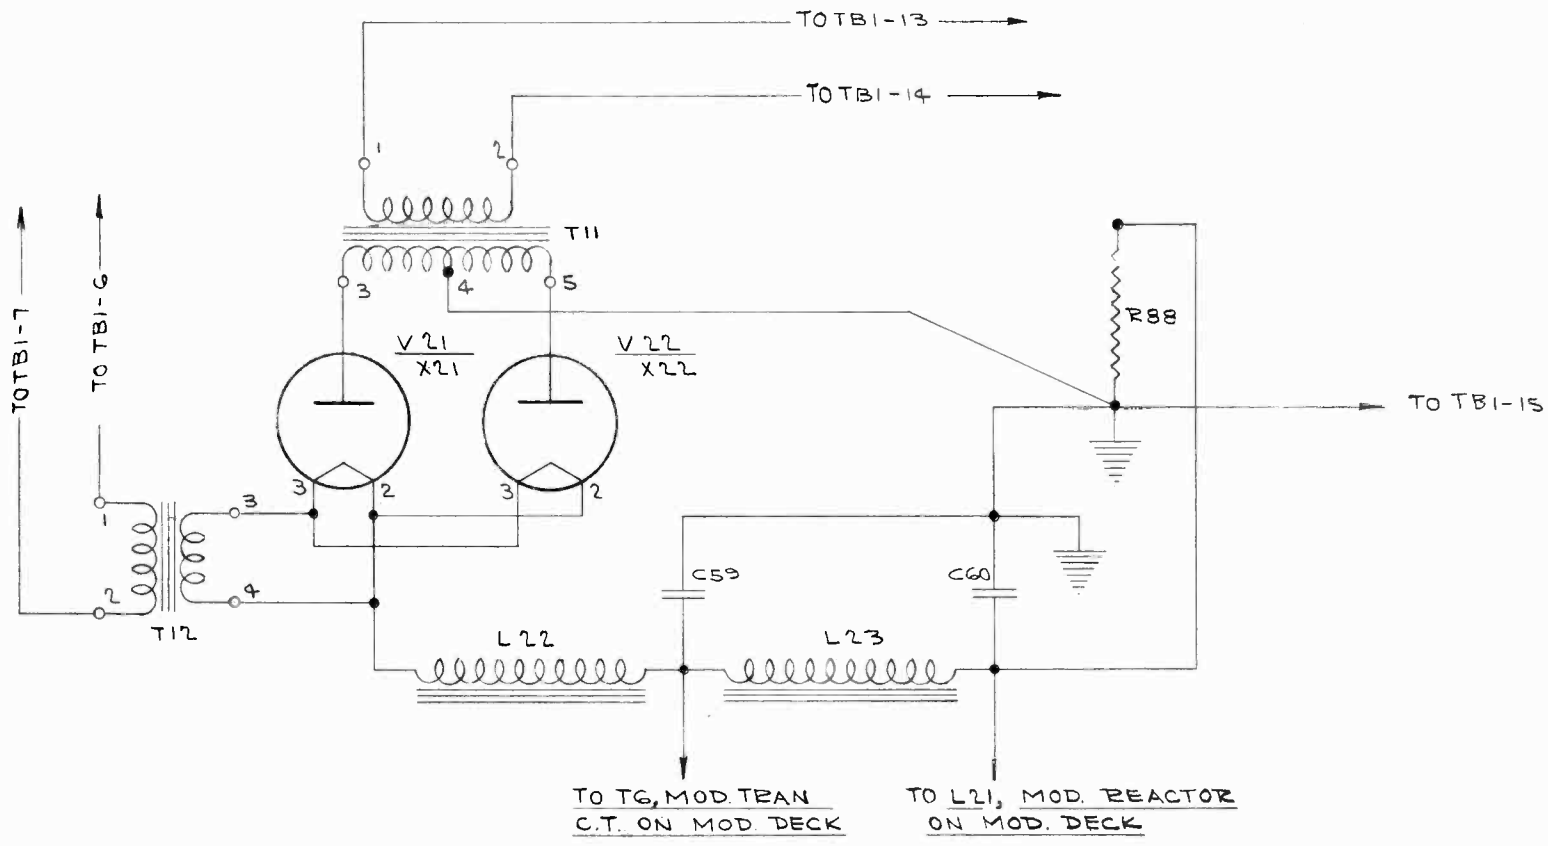 TO TB1-13
TO TB1-14
1
2
T11
3
4
5
TO TB1-7
TO TB1-6
V21
X21
V22
X22
R88
TO TB1-15
3
2
3
2
1
3
2
4
T12
C59
C60
L22
L23
TO T6, MOD. TRAN
C.T. ON MOD. DECK
TO L21, MOD. REACTOR
ON MOD. DECK